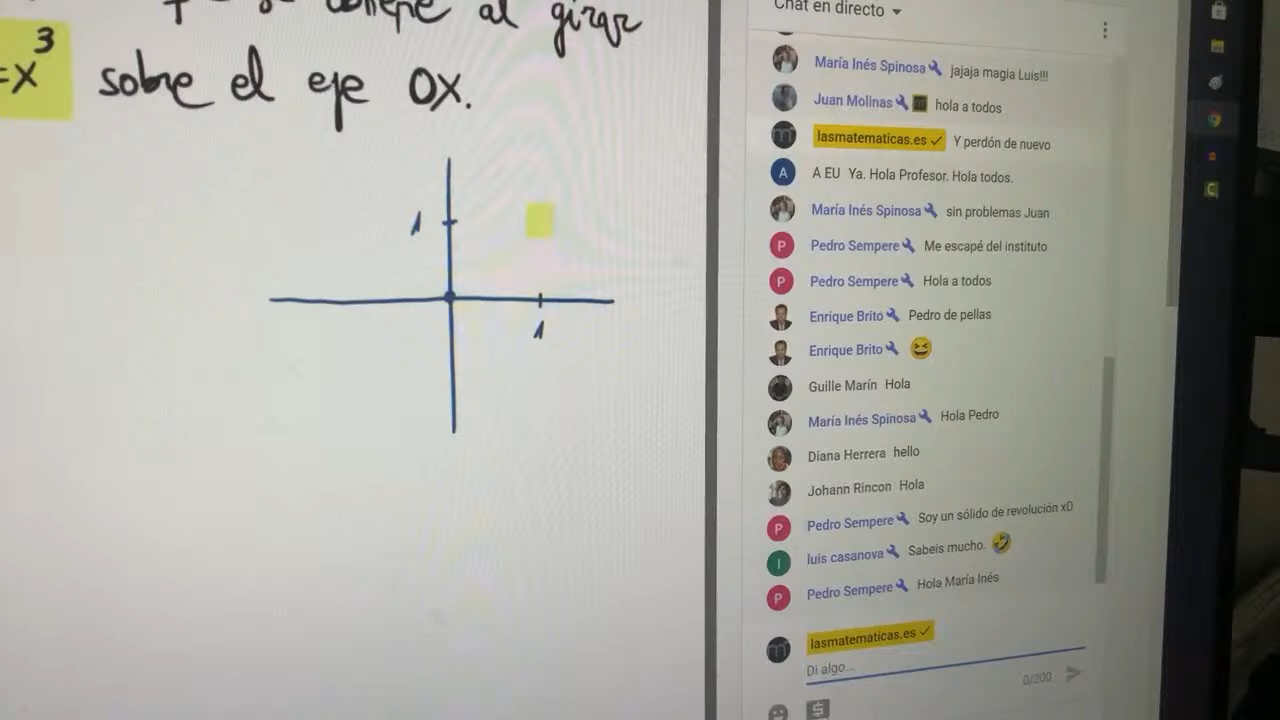 al girar
=x³ sobre el eje OX.
1
1
Chat en directo
María Inés Spinosa jajaja magia Luis!!!
Juan Molinas hola a todos
lasmatematicas.es Y perdón de nuevo
A A EU Ya. Hola Profesor. Hola todos.
María Inés Spinosa sin problemas Juan
P Pedro Sempere Me escapé del instituto
P Pedro Sempere Hola a todos
Enrique Brito Pedro de pellas
Enrique Brito 😆
Guille Marín Hola
María Inés Spinosa Hola Pedro
Diana Herrera hello
Johann Rincon Hola
P Pedro Sempere Soy un sólido de revolución xD
l luis casanova Sabeis mucho. 🤣
P Pedro Sempere Hola María Inés
lasmatematicas.es
Di algo...
0/200